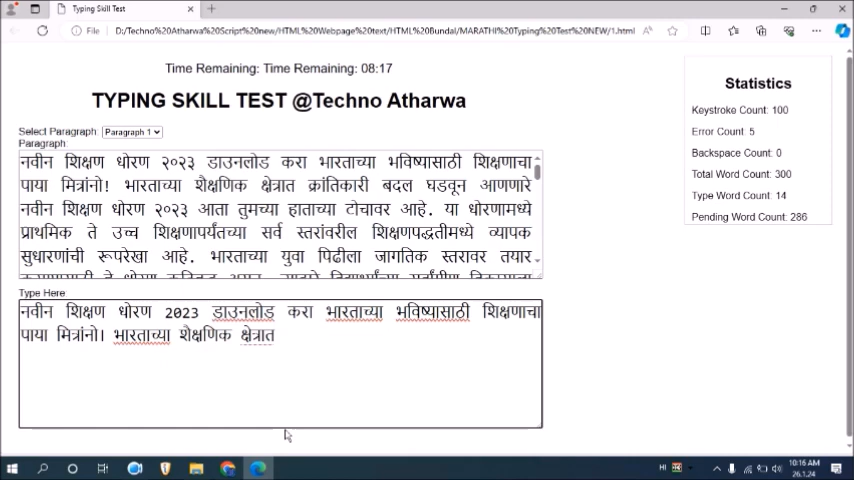 Typing Skill Test
File
D:/Techno%20Atharwa%20Script%20new/HTML%20Webpage%20text/HTML%20Bundal/MARATHI%20Typing%20Test%20NEW/1.html
Time Remaining: Time Remaining: 08:17
TYPING SKILL TEST @Techno Atharwa
Select Paragraph: Paragraph 1
Paragraph:
नवीन शिक्षण धोरण २०२३ डाउनलोड करा भारताच्या भविष्यासाठी शिक्षणाचा
पाया मित्रांनो! भारताच्या शैक्षणिक क्षेत्रात क्रांतिकारी बदल घडवून आणणारे
नवीन शिक्षण धोरण २०२३ आता तुमच्या हाताच्या टोचावर आहे. या धोरणामध्ये
प्राथमिक ते उच्च शिक्षणापर्यंतच्या सर्व स्तरांवरील शिक्षणपद्धतीमध्ये व्यापक
सुधारणांची रूपरेखा आहे. भारताच्या युवा पिढीला जागतिक स्तरावर तयार
Type Here:
नवीन शिक्षण धोरण 2023 डाउनलोड करा भारताच्या भविष्यासाठी शिक्षणाचा
पाया मित्रांनो। भारताच्या शैक्षणिक क्षेत्रात
Statistics
Keystroke Count: 100
Error Count: 5
Backspace Count: 0
Total Word Count: 300
Type Word Count: 14
Pending Word Count: 286
HI
10:16 AM
26.1.24